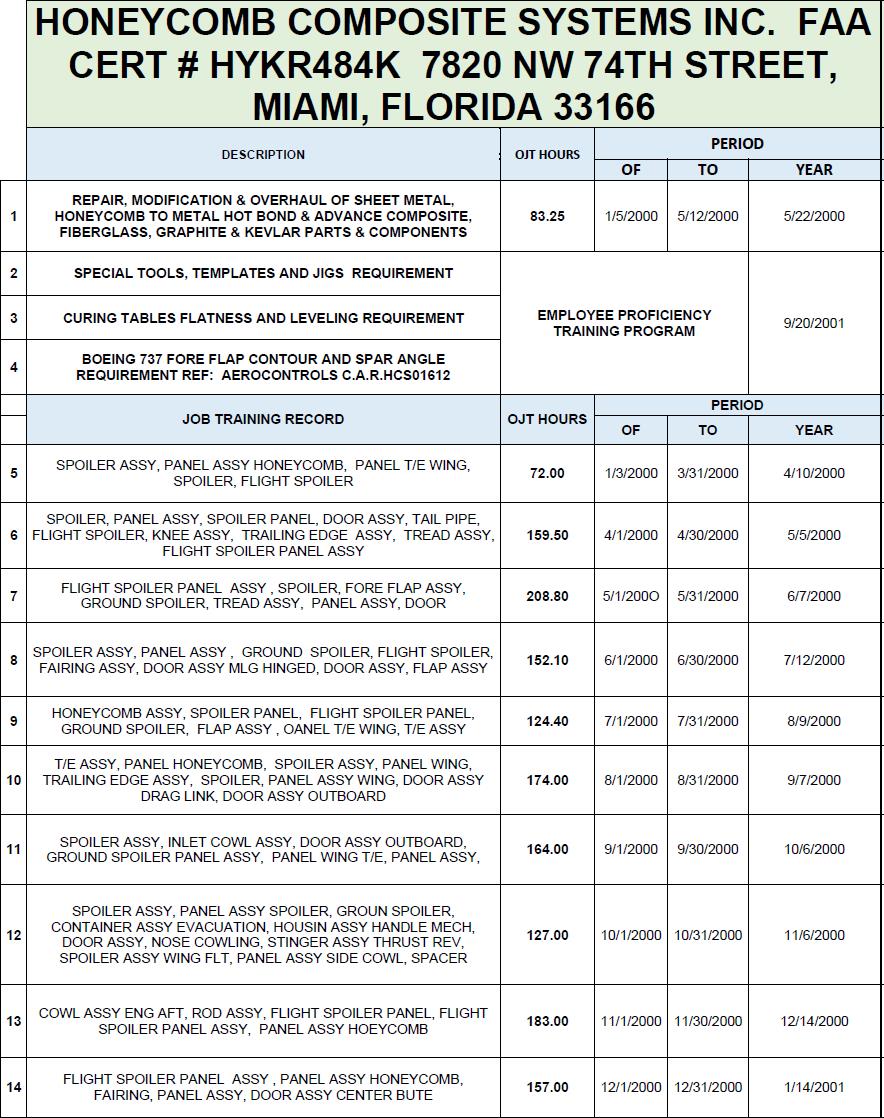 HONEYCOMB COMPOSITE SYSTEMS INC. FAA
CERT # HYKR484K 7820 NW 74TH STREET,
MIAMI, FLORIDA 33166
DESCRIPTION : OJT HOURS PERIOD
OF TO YEAR
1 REPAIR, MODIFICATION & OVERHAUL OF SHEET METAL,
HONEYCOMB TO METAL HOT BOND & ADVANCE COMPOSITE,
FIBERGLASS, GRAPHITE & KEVLAR PARTS & COMPONENTS
83.25 1/5/2000 5/12/2000 5/22/2000
2 SPECIAL TOOLS, TEMPLATES AND JIGS REQUIREMENT
3 CURING TABLES FLATNESS AND LEVELING REQUIREMENT
4 BOEING 737 FORE FLAP CONTOUR AND SPAR ANGLE
REQUIREMENT REF: AEROCONTROLS C.A.R.HCS01612
EMPLOYEE PROFICIENCY
TRAINING PROGRAM
9/20/2001
JOB TRAINING RECORD OJT HOURS PERIOD
OF TO YEAR
5 SPOILER ASSY, PANEL ASSY HONEYCOMB, PANEL T/E WING,
SPOILER, FLIGHT SPOILER
72.00 1/3/2000 3/31/2000 4/10/2000
6 SPOILER, PANEL ASSY, SPOILER PANEL, DOOR ASSY, TAIL PIPE,
FLIGHT SPOILER, KNEE ASSY, TRAILING EDGE ASSY, TREAD ASSY,
FLIGHT SPOILER PANEL ASSY
159.50 4/1/2000 4/30/2000 5/5/2000
7 FLIGHT SPOILER PANEL ASSY , SPOILER, FORE FLAP ASSY,
GROUND SPOILER, TREAD ASSY, PANEL ASSY, DOOR
208.80 5/1/200O 5/31/2000 6/7/2000
8 SPOILER ASSY, PANEL ASSY , GROUND SPOILER, FLIGHT SPOILER,
FAIRING ASSY, DOOR ASSY MLG HINGED, DOOR ASSY, FLAP ASSY
152.10 6/1/2000 6/30/2000 7/12/2000
9 HONEYCOMB ASSY, SPOILER PANEL, FLIGHT SPOILER PANEL,
GROUND SPOILER, FLAP ASSY , OANEL T/E WING, T/E ASSY
124.40 7/1/2000 7/31/2000 8/9/2000
10 T/E ASSY, PANEL HONEYCOMB, SPOILER ASSY, PANEL WING,
TRAILING EDGE ASSY, SPOILER, PANEL ASSY WING, DOOR ASSY
DRAG LINK, DOOR ASSY OUTBOARD
174.00 8/1/2000 8/31/2000 9/7/2000
11 SPOILER ASSY, INLET COWL ASSY, DOOR ASSY OUTBOARD,
GROUND SPOILER PANEL ASSY, PANEL WING T/E, PANEL ASSY,
164.00 9/1/2000 9/30/2000 10/6/2000
12 SPOILER ASSY, PANEL ASSY SPOILER, GROUN SPOILER,
CONTAINER ASSY EVACUATION, HOUSIN ASSY HANDLE MECH,
DOOR ASSY, NOSE COWLING, STINGER ASSY THRUST REV,
SPOILER ASSY WING FLT, PANEL ASSY SIDE COWL, SPACER
127.00 10/1/2000 10/31/2000 11/6/2000
13 COWL ASSY ENG AFT, ROD ASSY, FLIGHT SPOILER PANEL, FLIGHT
SPOILER PANEL ASSY, PANEL ASSY HOEYCOMB
183.00 11/1/2000 11/30/2000 12/14/2000
14 FLIGHT SPOILER PANEL ASSY , PANEL ASSY HONEYCOMB,
FAIRING, PANEL ASSY, DOOR ASSY CENTER BUTE
157.00 12/1/2000 12/31/2000 1/14/2001